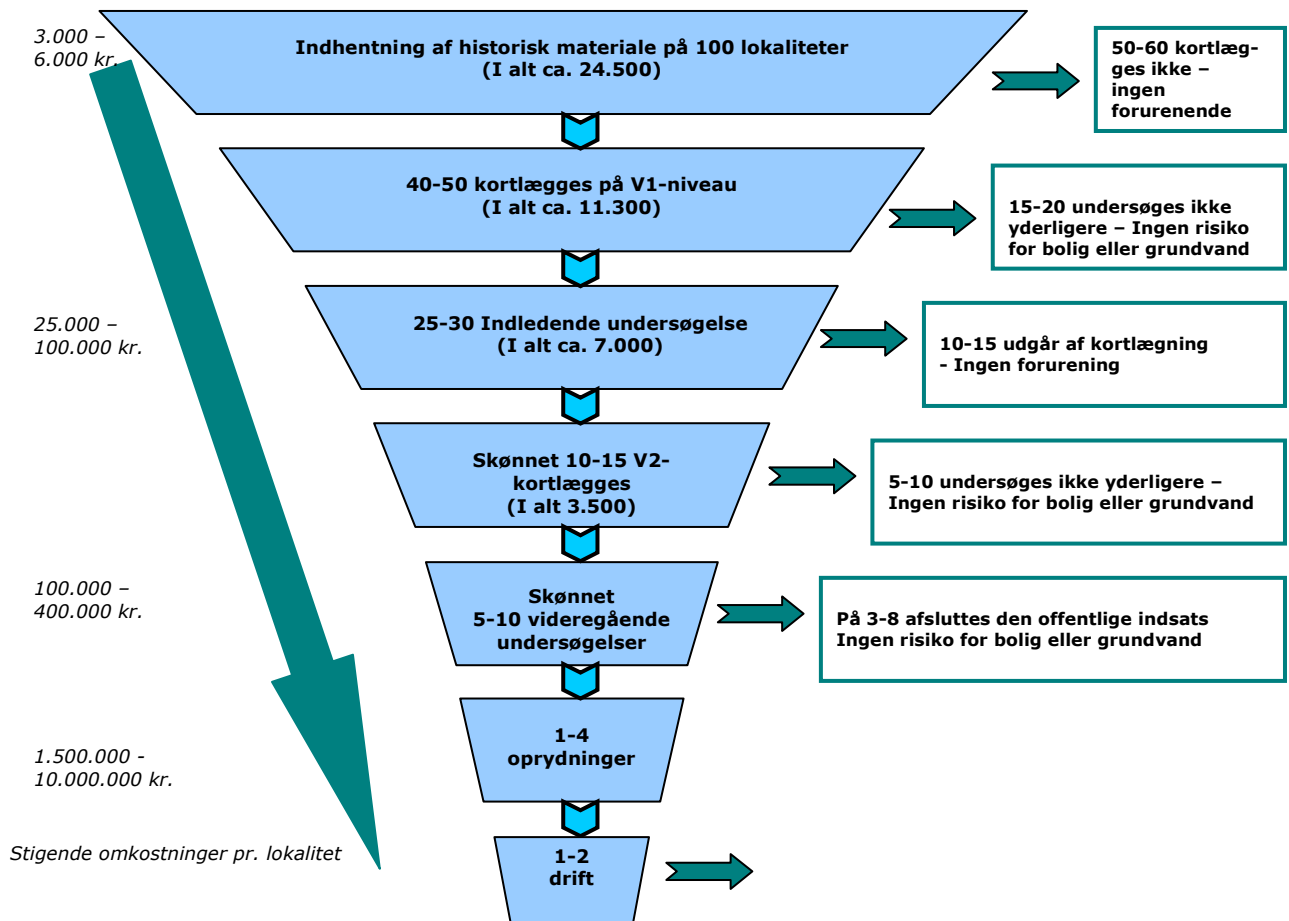 3.000 –
6.000 kr.
Indhentning af historisk materiale på 100 lokaliteter
(I alt ca. 24.500)
50-60 kortlæg-
ges ikke –
ingen
forurenende
40-50 kortlægges på V1-niveau
(I alt ca. 11.300)
15-20 undersøges ikke
yderligere – Ingen risiko
for bolig eller grundvand
25.000 –
100.000 kr.
25-30 Indledende undersøgelse
(I alt ca. 7.000)
10-15 udgår af kortlægning
- Ingen forurening
Skønnet 10-15 V2-
kortlægges
(I alt 3.500)
5-10 undersøges ikke yderligere –
Ingen risiko for bolig eller grundvand
100.000 –
400.000 kr.
Skønnet
5-10 videregående
undersøgelser
På 3-8 afsluttes den offentlige indsats
Ingen risiko for bolig eller grundvand
1.500.000 -
10.000.000 kr.
1-4
oprydninger
Stigende omkostninger pr. lokalitet
1-2
drift